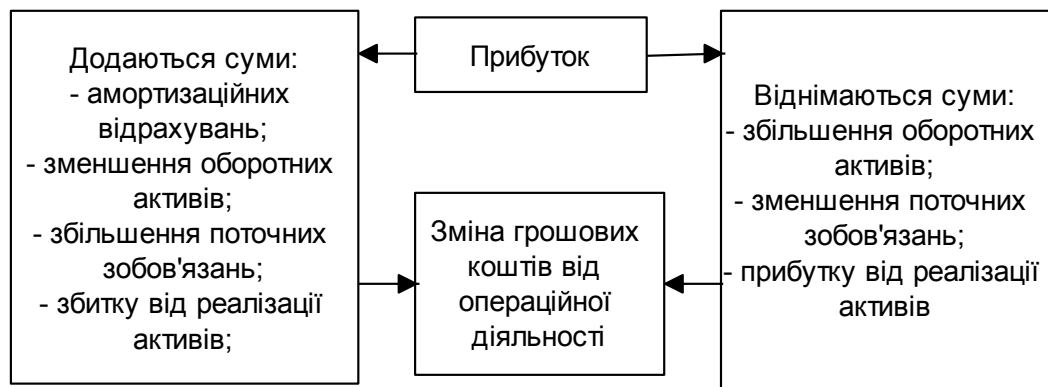 Додаються суми:
- амортизаційних
відрахувань;
- зменшення оборотних
активів;
- збільшення поточних
зобов'язань;
- збитку від реалізації
активів;
Прибуток
Зміна грошових
коштів від
операційної
діяльності
Віднімаються суми:
- збільшення оборотних
активів;
- зменшення поточних
зобов'язань;
- прибутку від реалізації
активів